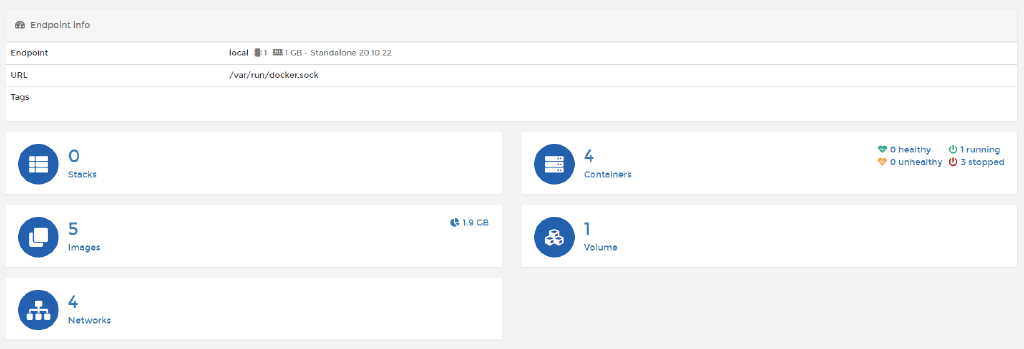 Endpoint info
Endpoint local 1 1 GB - Standalone 20.10.22
URL /var/run/docker.sock
Tags
0
Stacks
4
Containers
0 healthy 1 running
0 unhealthy 3 stopped
5
Images
1.9 GB
1
Volume
4
Networks